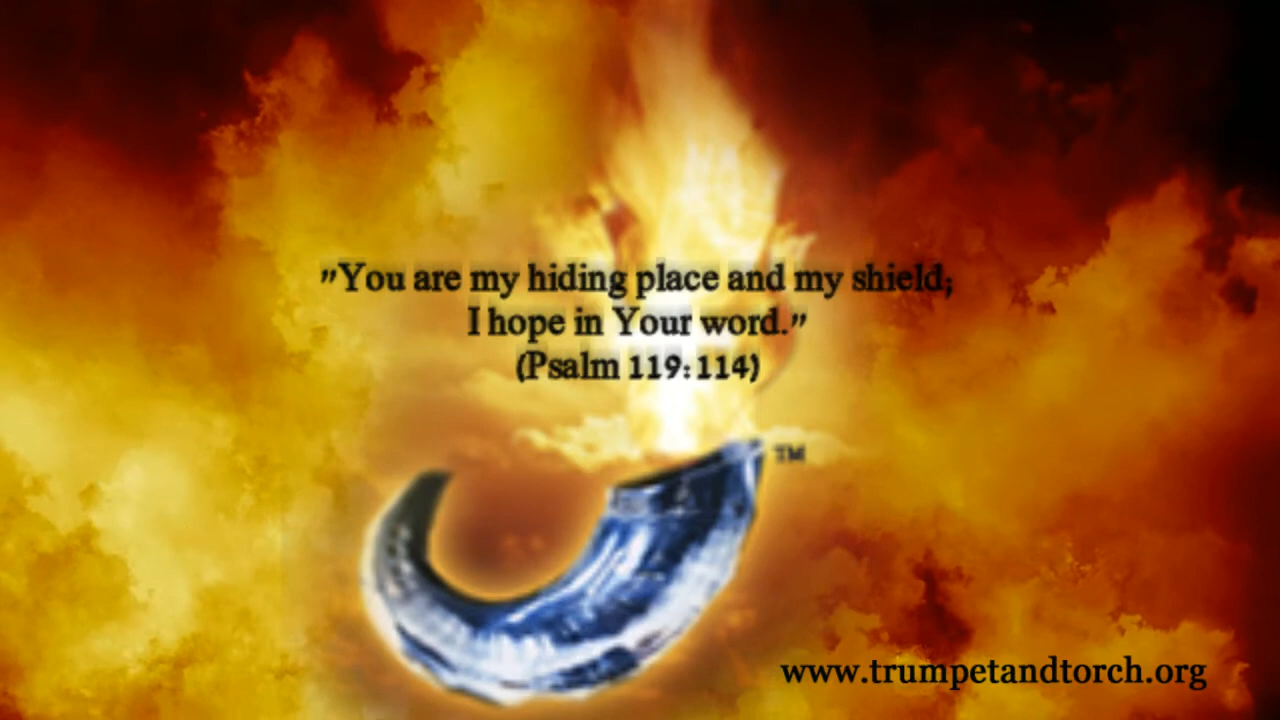 "You are my hiding place and my shield;
I hope in Your word."
(Psalm 119:114)
TM
www.trumpetandtorch.org